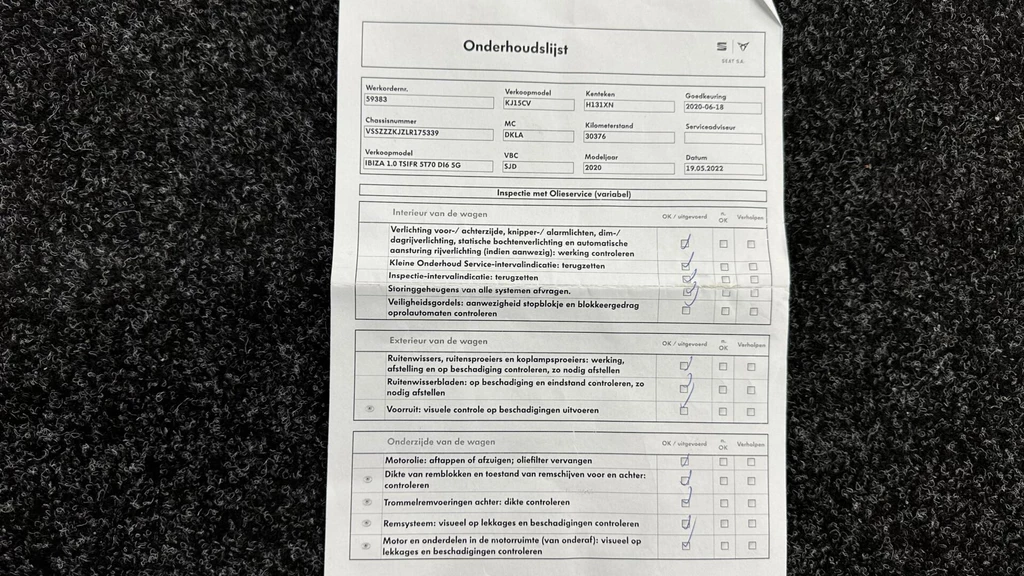 Onderhoudslijst
SEAT S.A.
Werkordernr.
59383
Verkoopmodel
KJ15CV
Kenteken
H131XN
Goedkeuring
2020-06-18
Chassisnummer
VSSZZZKJZLR175339
MC
DKLA
Kilometerstand
30376
Serviceadviseur
Verkoopmodel
IBIZA 1.0 TSIFR 5T70 DI6 5G
VBC
SJD
Modeljaar
2020
Datum
19.05.2022
Inspectie met Olieservice (variabel)
Interieur van de wagen
OK / uitgevoerd
n. OK
Verholpen
Verlichting voor-/ achterzijde, knipper-/ alarmlichten, dim-/
dagrijverlichting, statische bochtenverlichting en automatische
aansturing rijverlichting (indien aanwezig): werking controleren
Kleine Onderhoud Service-intervalindicatie: terugzetten
Inspectie-intervalindicatie: terugzetten
Storinggeheugens van alle systemen afvragen.
Veiligheidsgordels: aanwezigheid stopblokje en blokkeergedrag
oprolautomaten controleren
Exterieur van de wagen
OK / uitgevoerd
n. OK
Verholpen
Ruitenwissers, ruitensproeiers en koplampsproeiers: werking,
afstelling en op beschadiging controleren, zo nodig afstellen
Ruitenwisserbladen: op beschadiging en eindstand controleren, zo
nodig afstellen
Voorruit: visuele controle op beschadigingen uitvoeren
Onderzijde van de wagen
OK / uitgevoerd
n. OK
Verholpen
Motorolie: aftappen of afzuigen; oliefilter vervangen
Dikte van remblokken en toestand van remschijven voor en achter:
controleren
Trommelremvoeringen achter: dikte controleren
Remsysteem: visueel op lekkages en beschadigingen controleren
Motor en onderdelen in de motorruimte (van onderaf): visueel op
lekkages en beschadigingen controleren